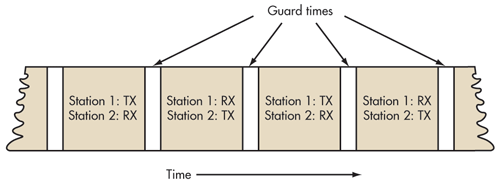 Guard times
Station 1: TX
Station 2: RX
Station 1: RX
Station 2: TX
Station 1: TX
Station 2: RX
Station 1: RX
Station 2: TX
Time